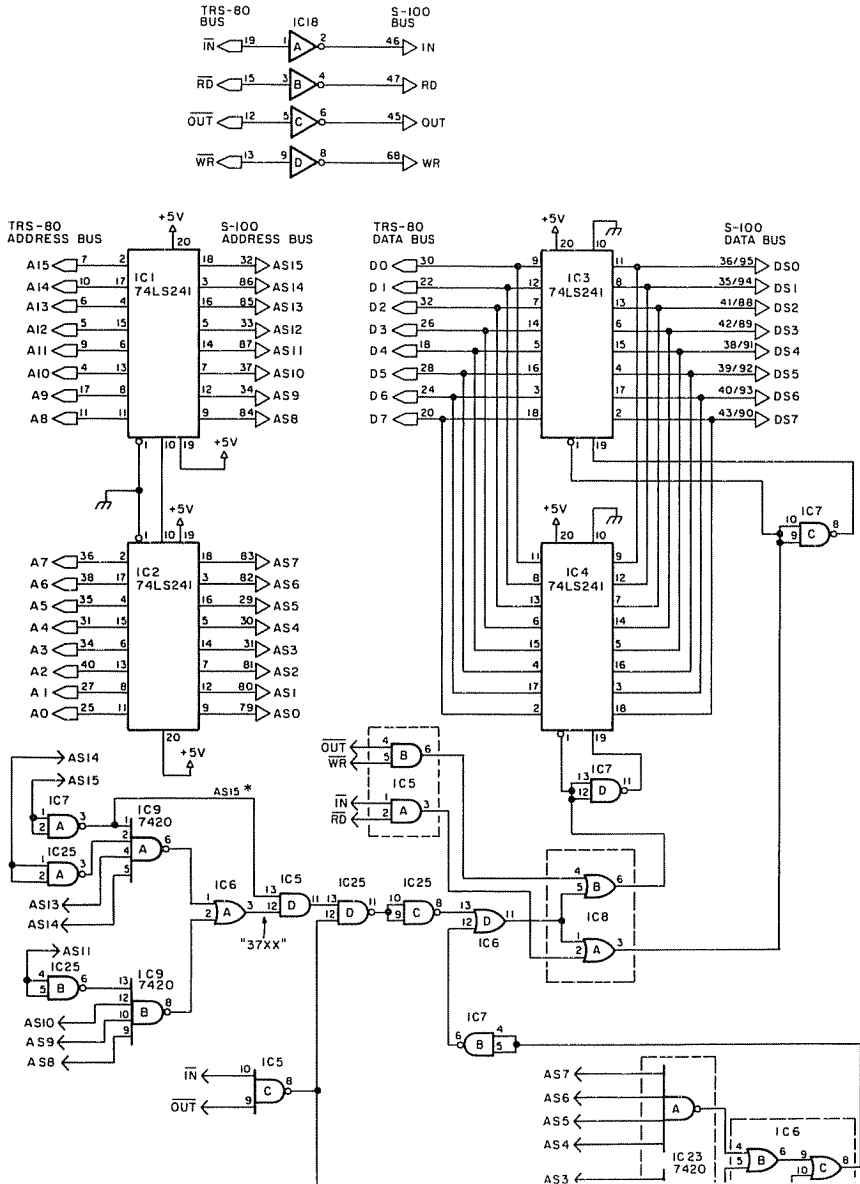 TRS-80 BUS
IC18
S-100 BUS
IN 19 1 A 2 46 IN
RD 15 3 B 4 47 RD
OUT 12 5 C 6 45 OUT
WR 13 9 D 8 68 WR
TRS-80 ADDRESS BUS
+5V
S-100 ADDRESS BUS
20
IC1
74LS241
A15 7 2 18 32 AS15
A14 10 17 3 86 AS14
A13 6 4 16 85 AS13
A12 5 15 5 33 AS12
A11 9 6 14 87 AS11
A10 4 13 7 37 AS10
A9 17 8 12 34 AS9
A8 11 11 9 84 AS8
1 10 19
+5V
+5V
1 10 19
IC2
74LS241
A7 36 2 18 83 AS7
A6 38 17 3 82 AS6
A5 35 4 16 29 AS5
A4 31 15 5 30 AS4
A3 34 6 14 31 AS3
A2 40 13 7 81 AS2
A1 27 8 12 80 AS1
A0 25 11 9 79 AS0
20
+5V
TRS-80 DATA BUS
+5V
S-100 DATA BUS
20 10
IC3
74LS241
D0 30 9 11 36/95 DS0
D1 22 12 8 35/94 DS1
D2 32 7 13 41/88 DS2
D3 26 14 6 42/89 DS3
D4 18 5 15 38/91 DS4
D5 28 16 4 39/92 DS5
D6 24 3 17 40/93 DS6
D7 20 18 2 43/90 DS7
1 19
IC7
10 9 C 8
+5V
20 10
IC4
74LS241
11 9
8 12
13 7
6 14
15 5
4 16
17 3
2 18
1 19
IC7
13 12 D 11
OUT 4
WR 5 B 6
IC5
IN 1
RD 2 A 3
AS14
AS15
IC7
1 2 A 3
AS15*
IC9
7420
1 2 4 5 A 6
IC25
1 2 A 3
AS13
AS14
IC6
1 2 A 3
"37XX"
IC5
13 12 D 11
IC25
13 D 11
IC25
10 9 C 8
13 12 D 11
IC6
4 5 B 6
IC8
1 2 A 3
AS11
IC25
4 5 B 6
IC9
7420
13 12 10 9 B 8
AS10
AS9
AS8
IC7
6 B 4 5
IN 10
OUT 9
IC5
C 8
AS7
AS6
AS5
AS4
A
IC23
7420
AS3
IC6
4 5 B 6
9 10 C 8